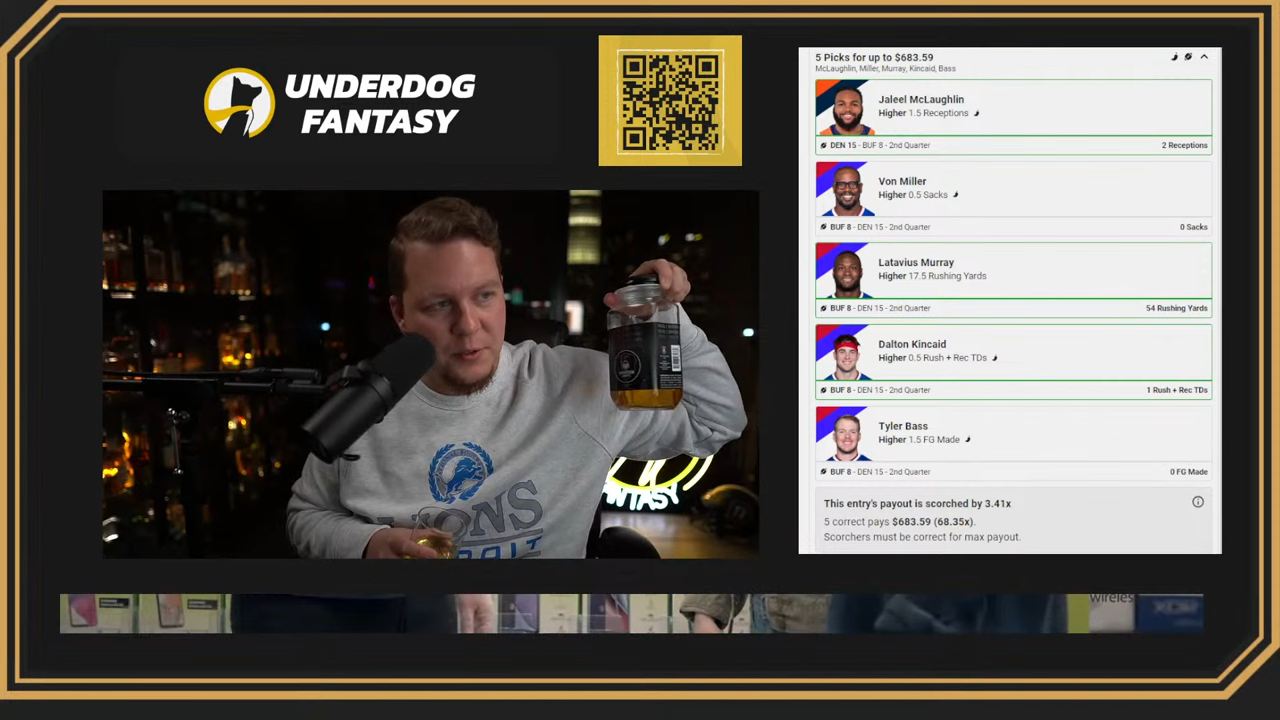 UNDERDOG
FANTASY
5 Picks for up to $683.59
McLaughlin, Miller, Murray, Kincaid, Bass
Jaleel McLaughlin
Higher 1.5 Receptions
DEN 15 - BUF 8 - 2nd Quarter
2 Receptions
Von Miller
Higher 0.5 Sacks
BUF 8 - DEN 15 - 2nd Quarter
0 Sacks
Latavius Murray
Higher 17.5 Rushing Yards
BUF 8 - DEN 15 - 2nd Quarter
54 Rushing Yards
Dalton Kincaid
Higher 0.5 Rush + Rec TDs
BUF 8 - DEN 15 - 2nd Quarter
1 Rush + Rec TDs
Tyler Bass
Higher 1.5 FG Made
BUF 8 - DEN 15 - 2nd Quarter
0 FG Made
This entry's payout is scorched by 3.41x
5 correct pays $683.59 (68.35x).
Scorchers must be correct for max payout.
LIONS
NTASY
wireless